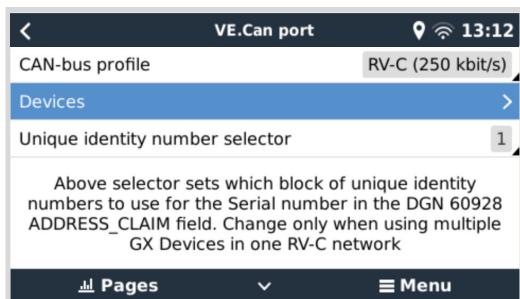 VE.Can port
13:12
CAN-bus profile
RV-C (250 kbit/s)
Devices
Unique identity number selector
1
Above selector sets which block of unique identity
numbers to use for the Serial number in the DGN 60928
ADDRESS_CLAIM field. Change only when using multiple
GX Devices in one RV-C network
Pages
Menu